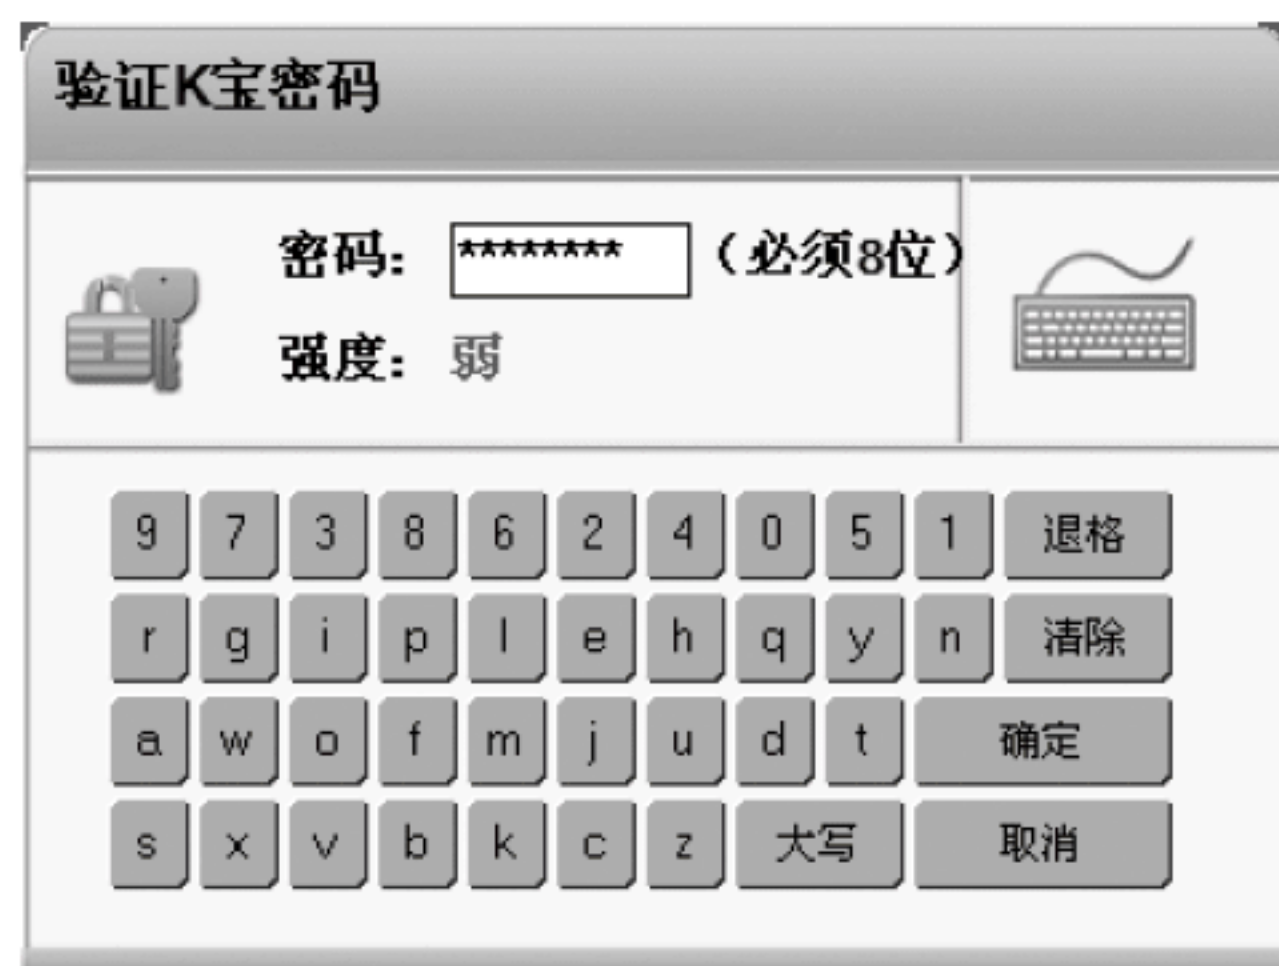 验证K宝密码
密码： ******** （必须8位）
强度： 弱
9 7 3 8 6 2 4 0 5 1 退格
r g i p l e h q y n 清除
a w o f m j u d t 确定
s x v b k c z 大写 取消